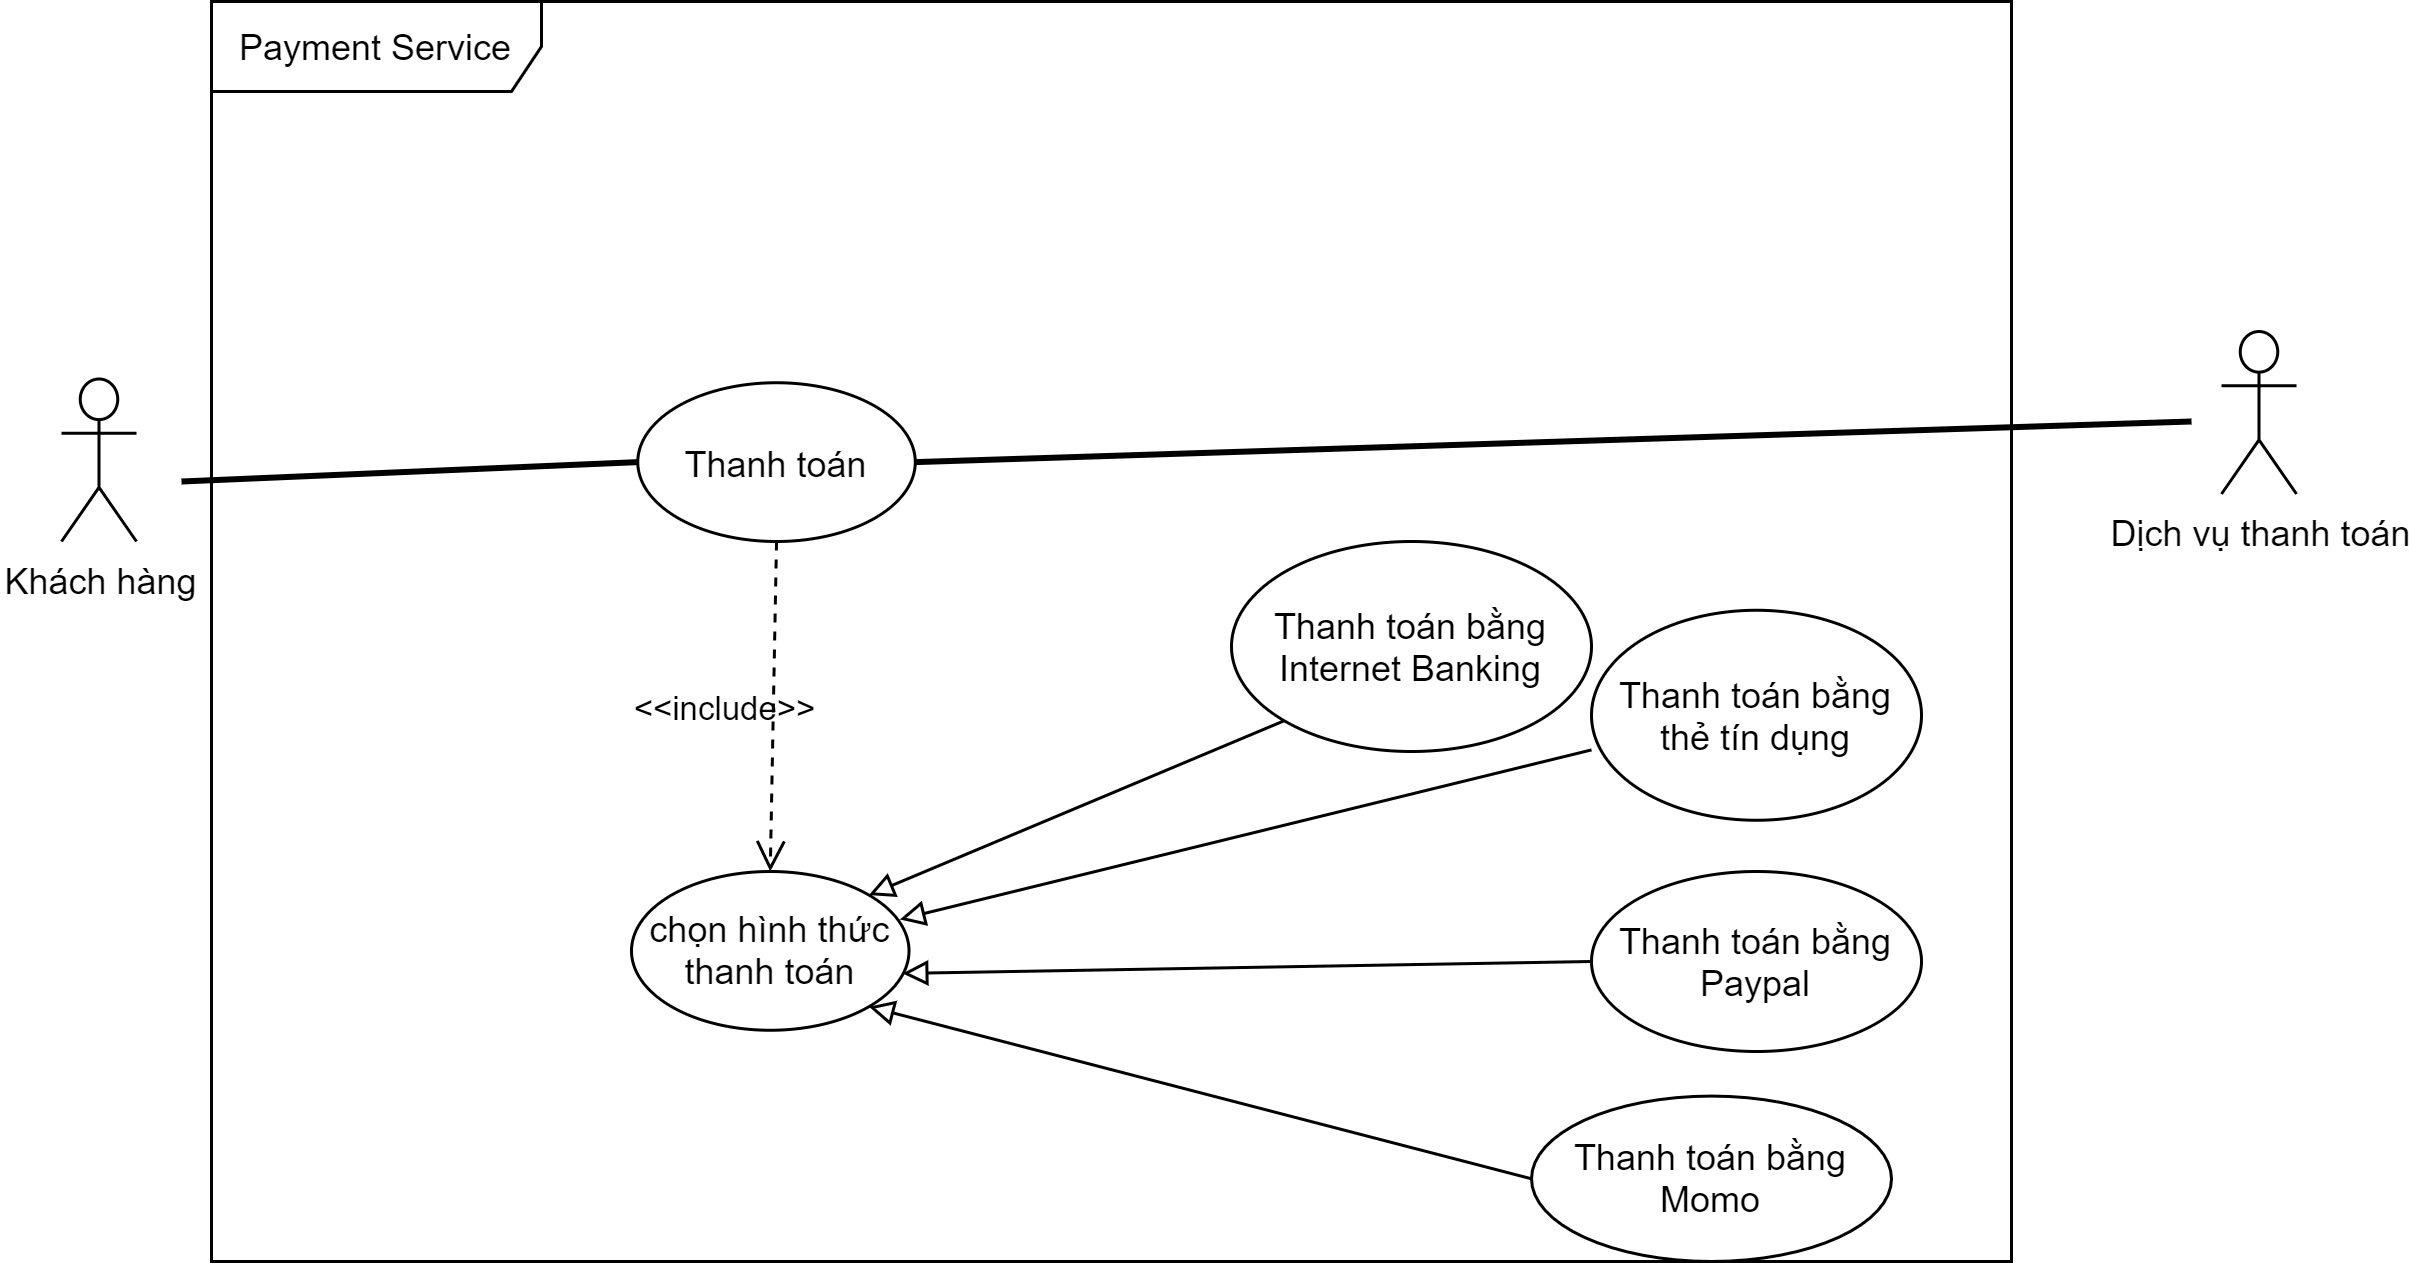 Payment Service
Thanh toán
Khách hàng
Dịch vụ thanh toán
Thanh toán bằng
Internet Banking
Thanh toán bằng
thẻ tín dụng
<<include>>
chọn hình thức
thanh toán
Thanh toán bằng
Paypal
Thanh toán bằng
Momo